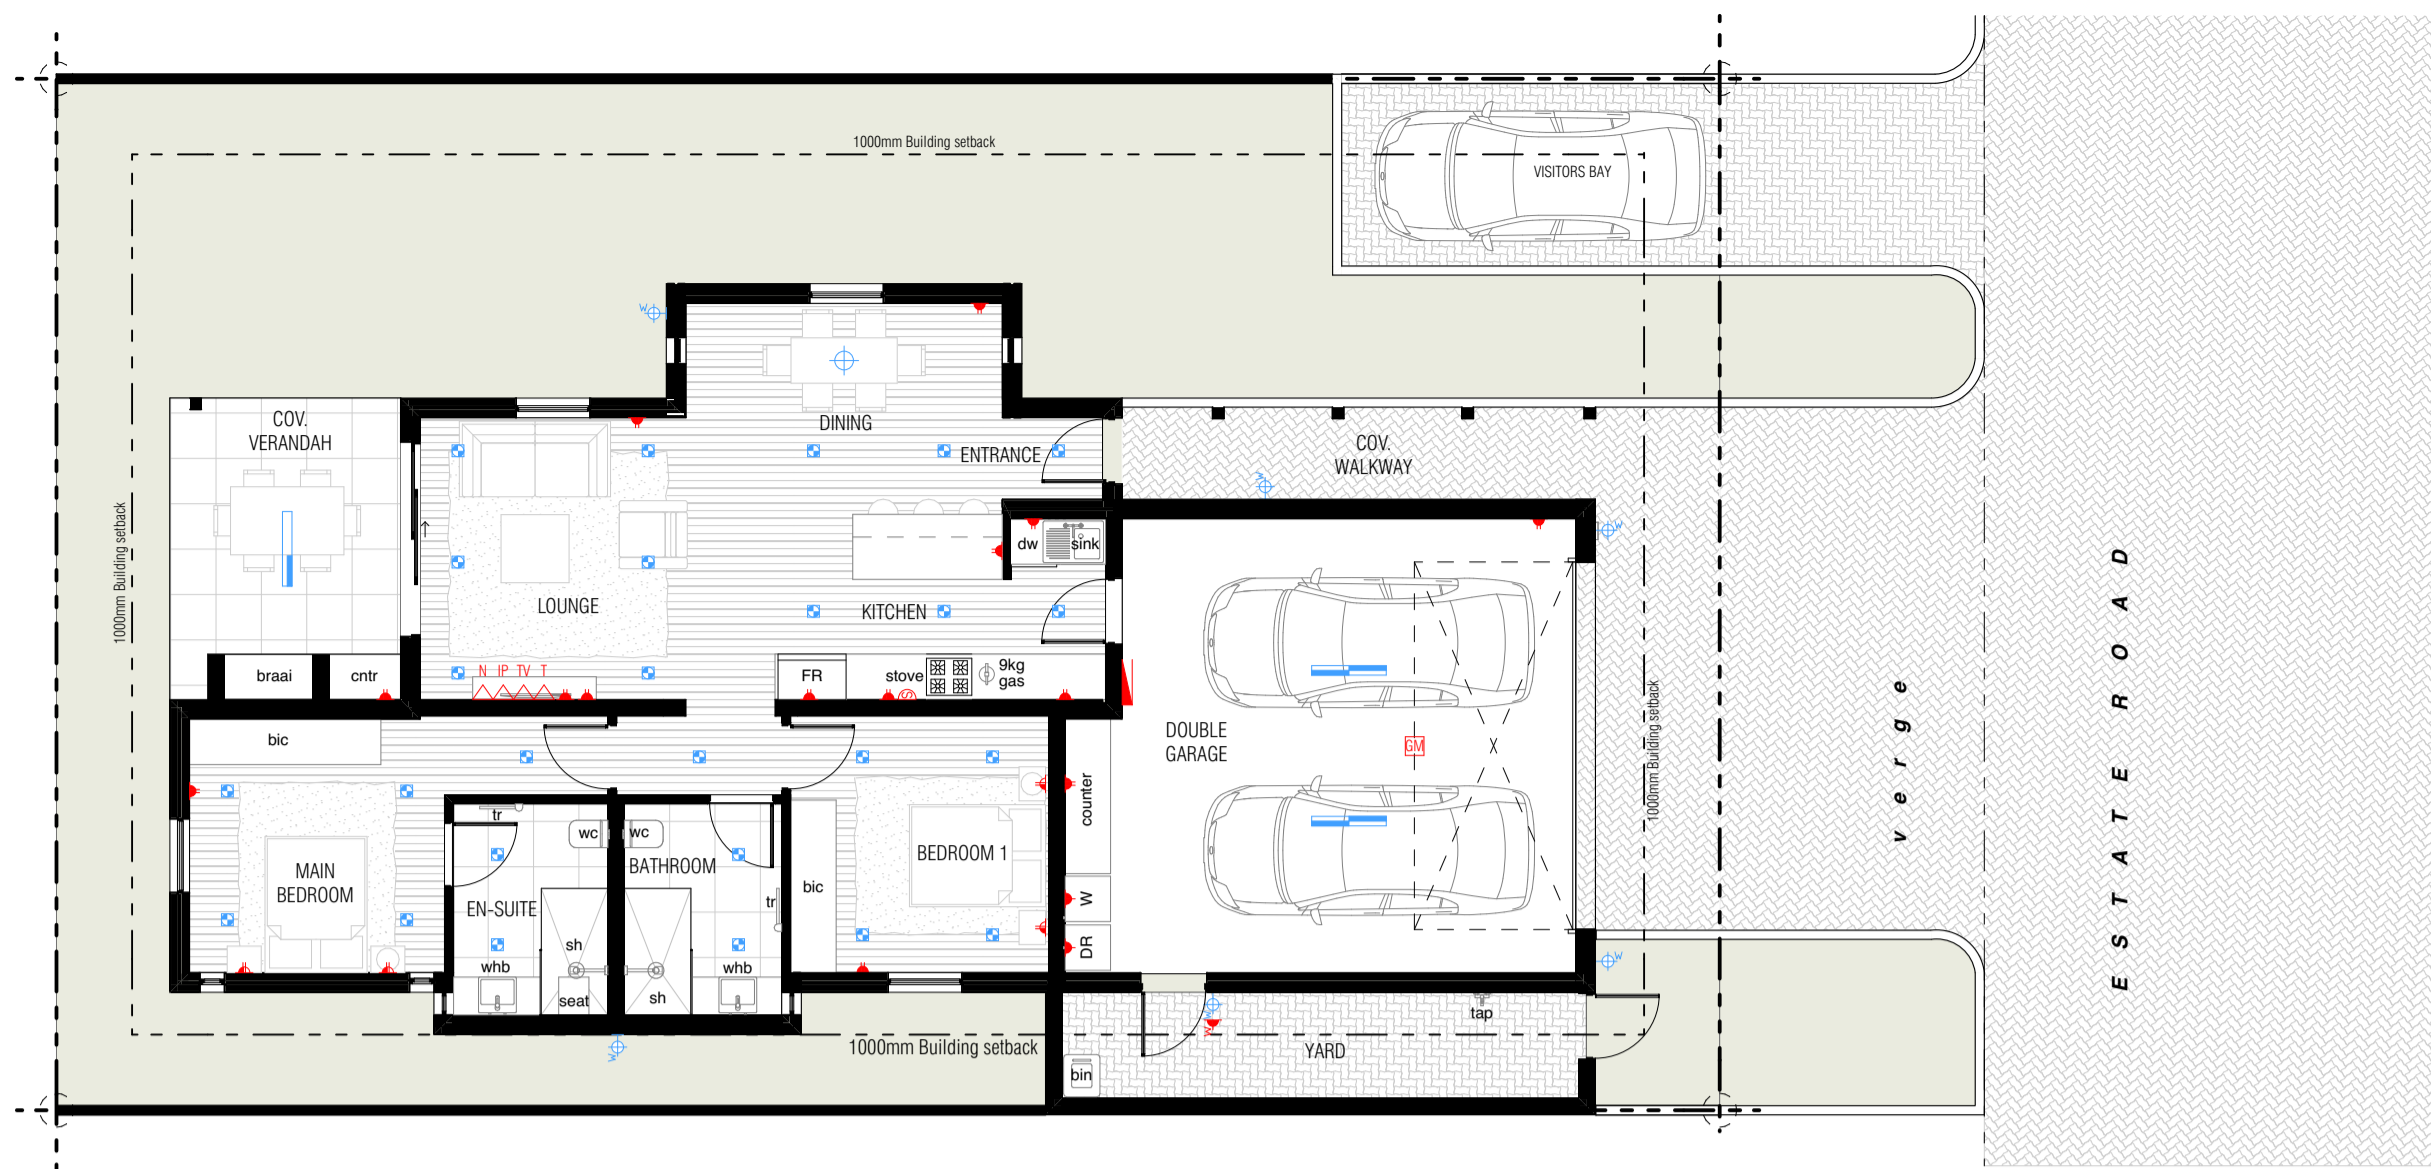 1000mm Building setback
VISITORS BAY
W
COV.
VERANDAH
DINING
ENTRANCE
COV.
WALKWAY
W
W
dw
sink
1000mm Building setback
LOUNGE
KITCHEN
N IP TV T
braai
cntr
FR
stove
9kg
gas
S
bic
DOUBLE
GARAGE
GM
1000mm Building setback
verge
ESTATE ROAD
counter
tr
wc
wc
BATHROOM
BEDROOM 1
MAIN
BEDROOM
bic
tr
W
EN-SUITE
sh
DR
whb
whb
seat
sh
W
W
W
tap
W
1000mm Building setback
YARD
bin